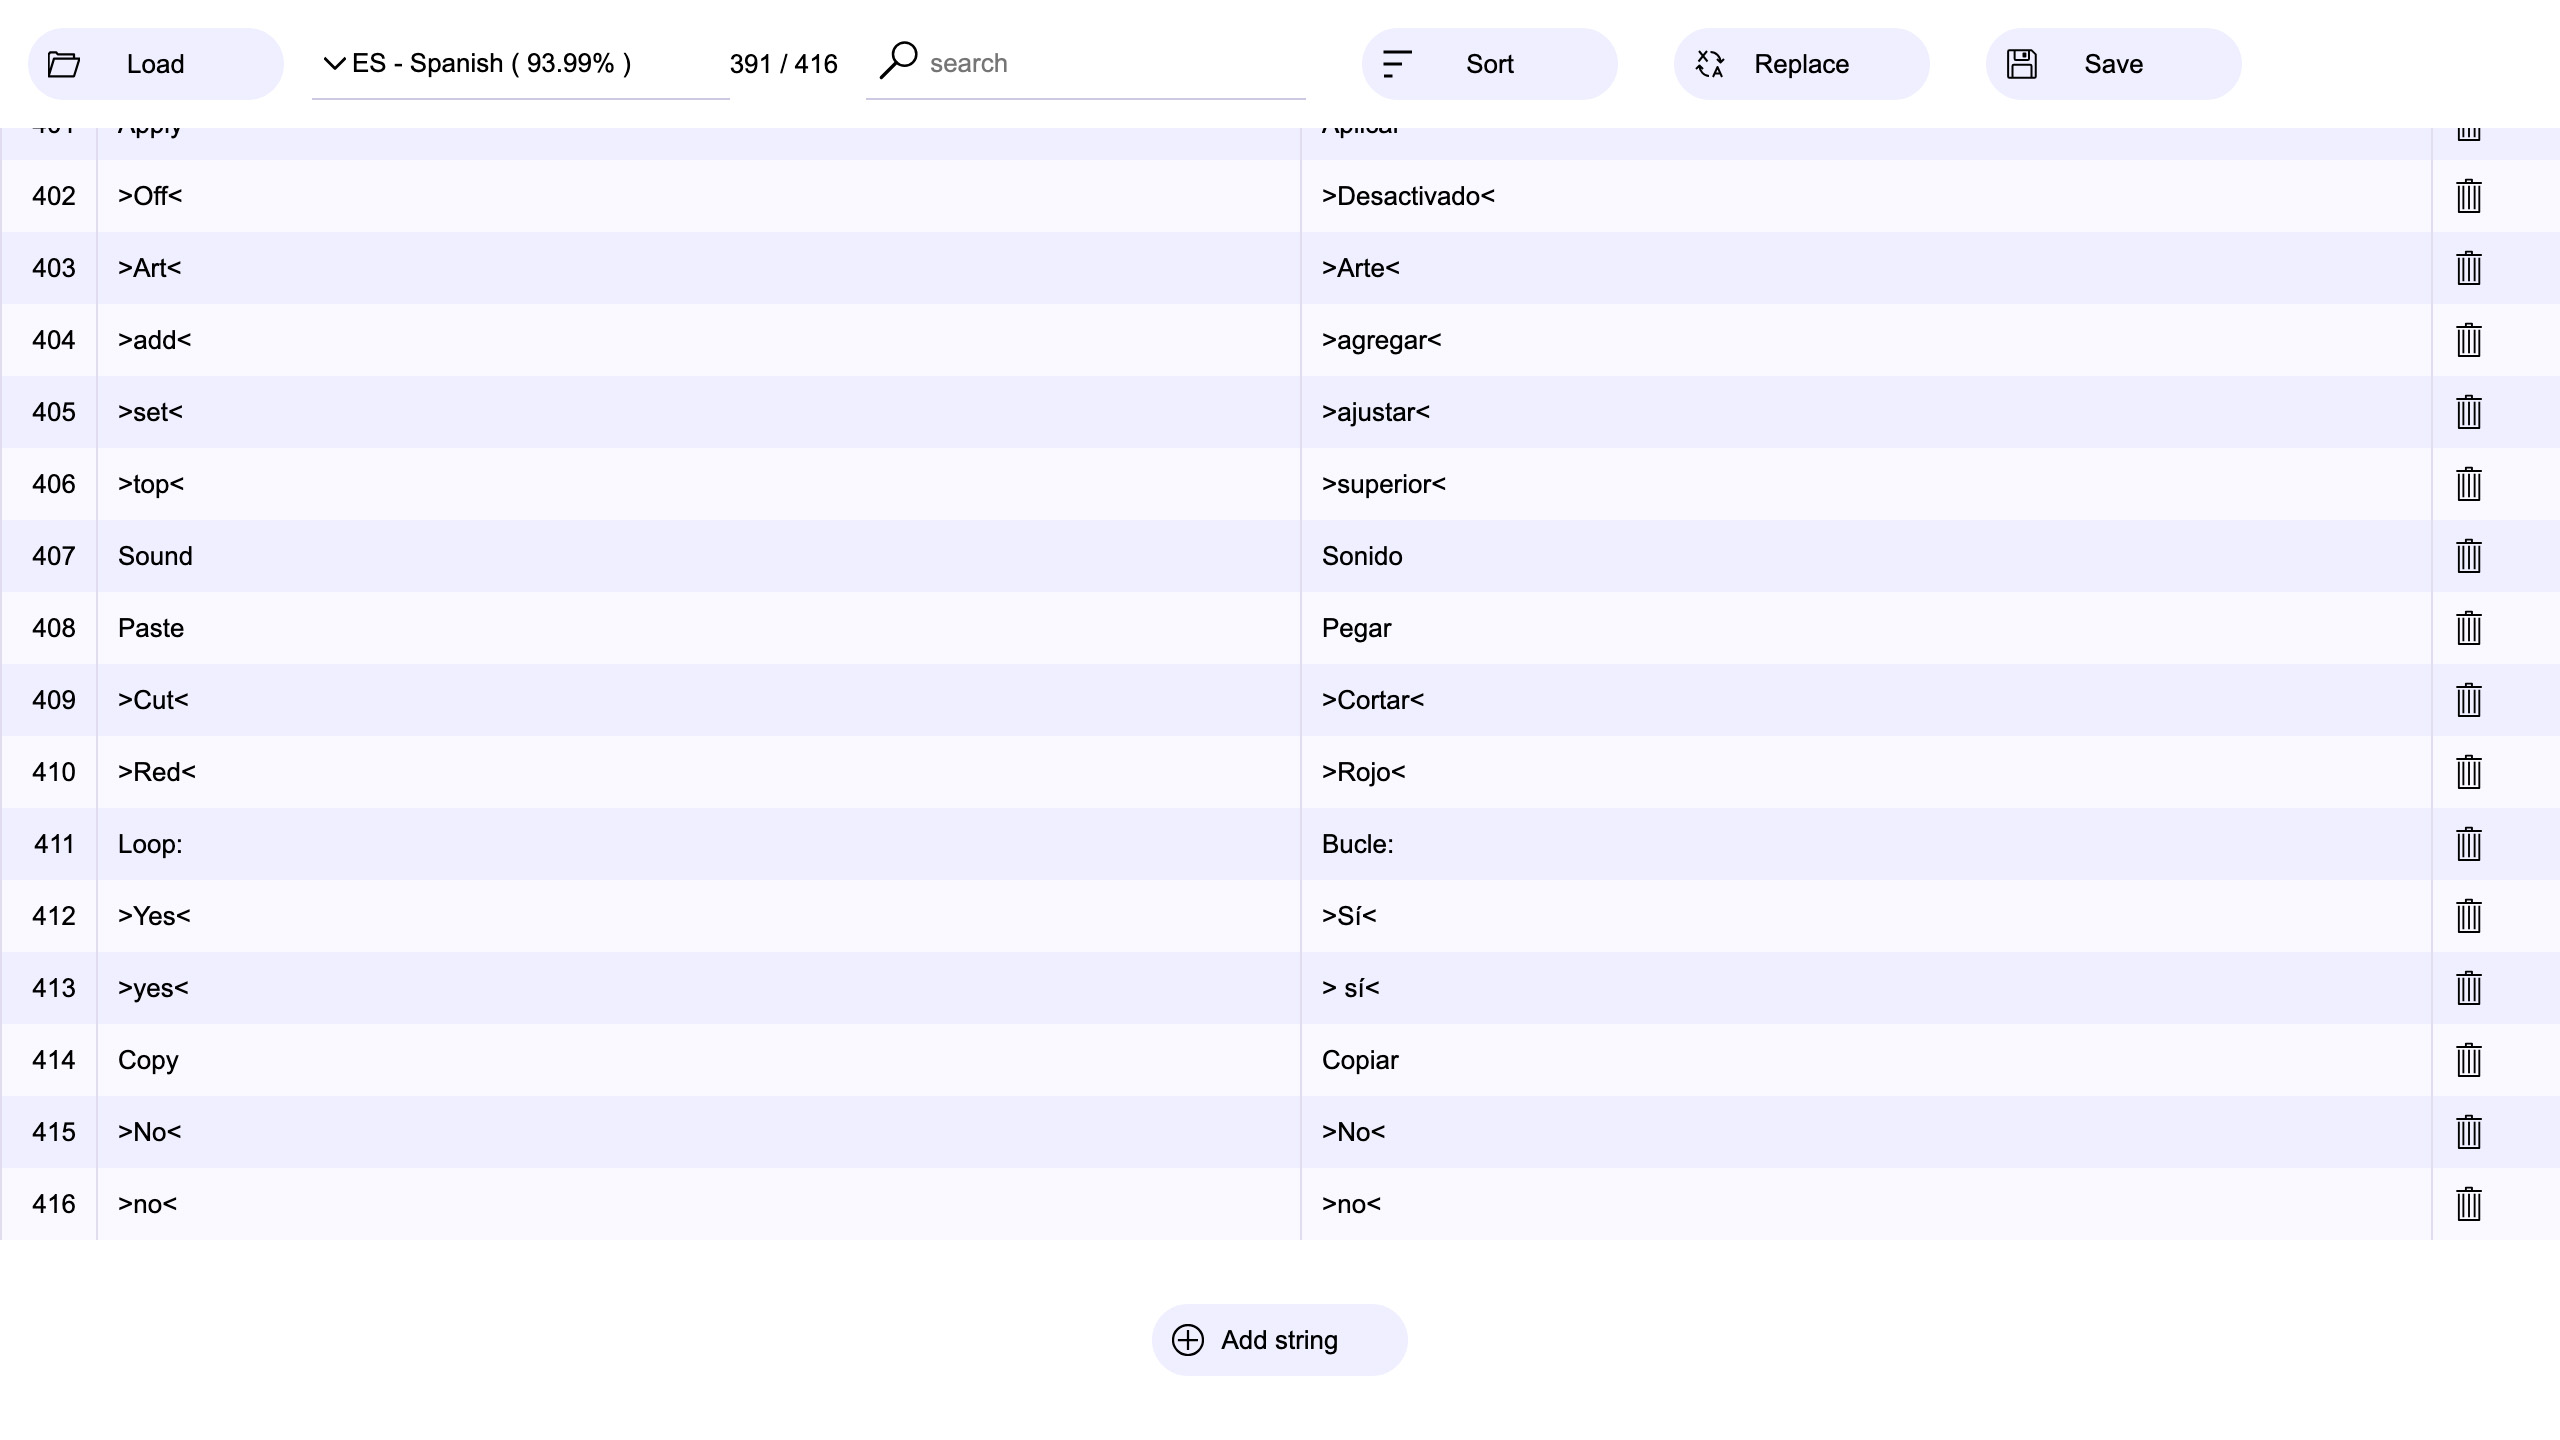 Load
ES - Spanish ( 93.99% )
391 / 416
search
Sort
Replace
Save
401 Apply Aplicar
402 >Off< >Desactivado<
403 >Art< >Arte<
404 >add< >agregar<
405 >set< >ajustar<
406 >top< >superior<
407 Sound Sonido
408 Paste Pegar
409 >Cut< >Cortar<
410 >Red< >Rojo<
411 Loop: Bucle:
412 >Yes< >Sí<
413 >yes< > sí<
414 Copy Copiar
415 >No< >No<
416 >no< >no<
Add string